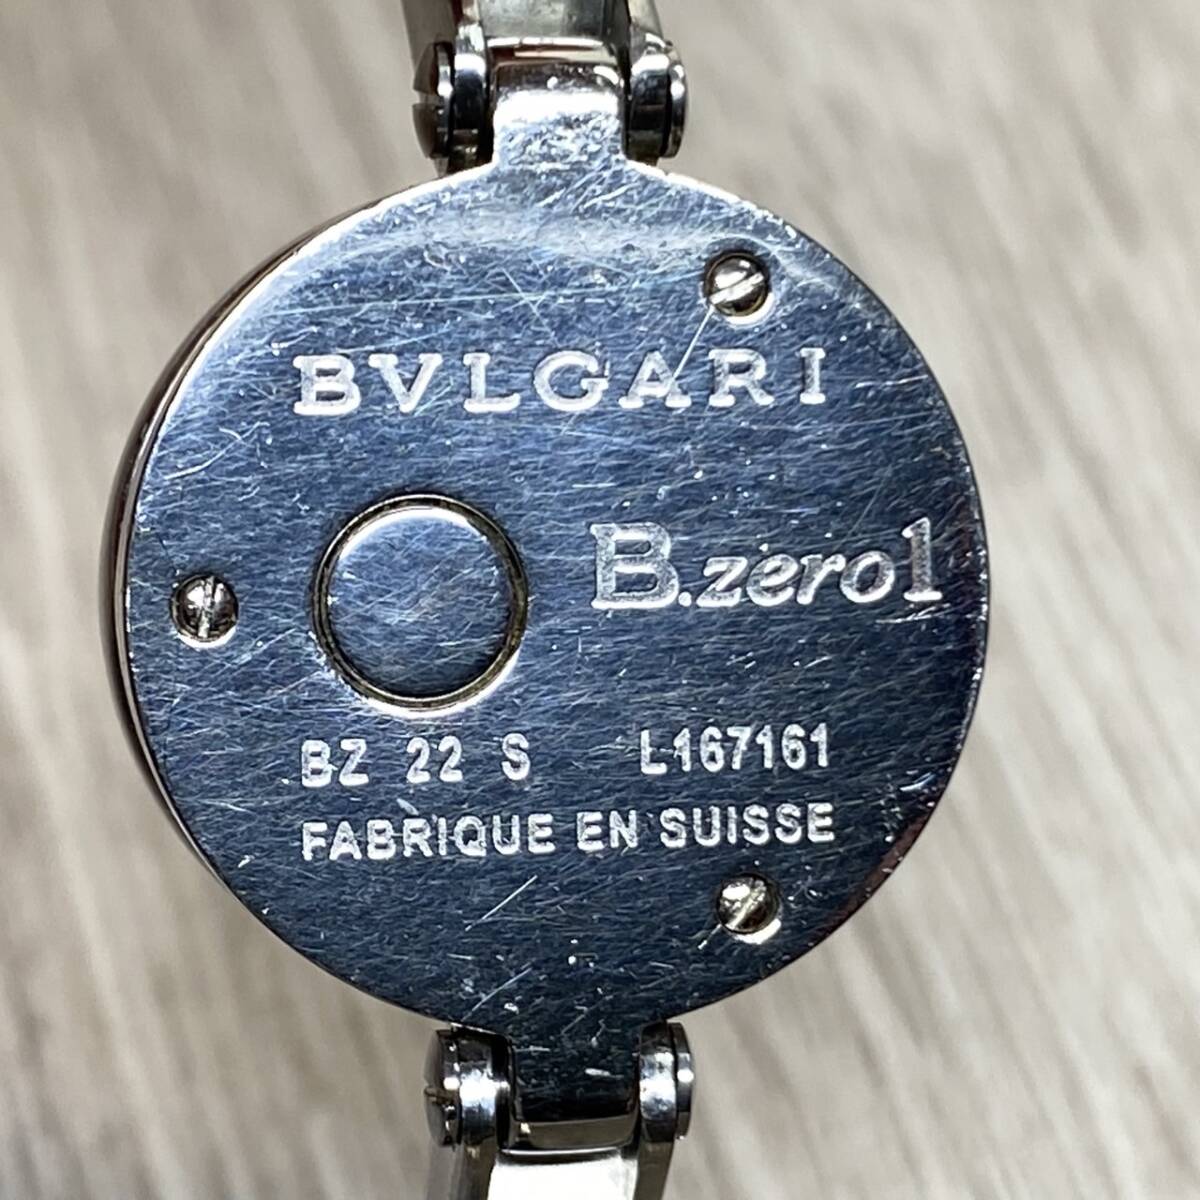 BVLGARI
B.zero1
BZ 22 S L167161
FABRIQUE EN SUISSE